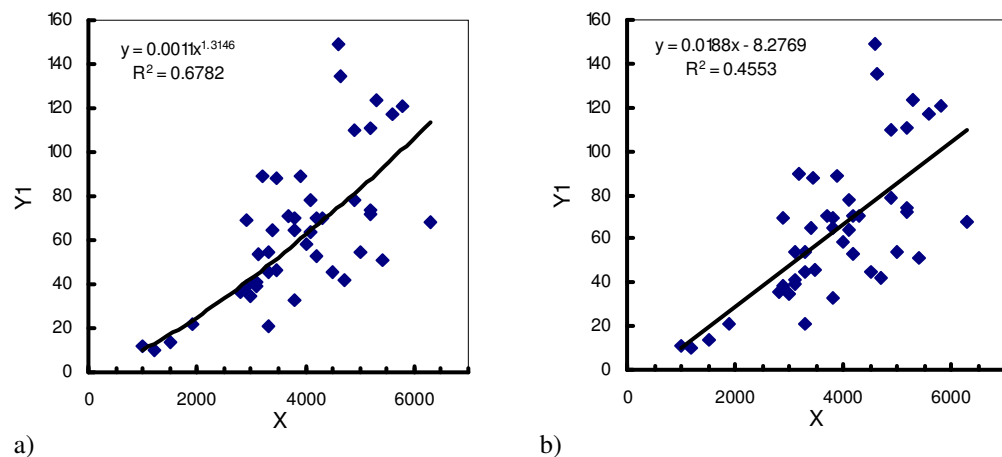 160
140
120
100
80
60
40
20
0
Y1
y = 0.0011x^1.3146
R² = 0.6782
0 2000 4000 6000
X
a)
160
140
120
100
80
60
40
20
0
Y1
y = 0.0188x - 8.2769
R² = 0.4553
0 2000 4000 6000
X
b)